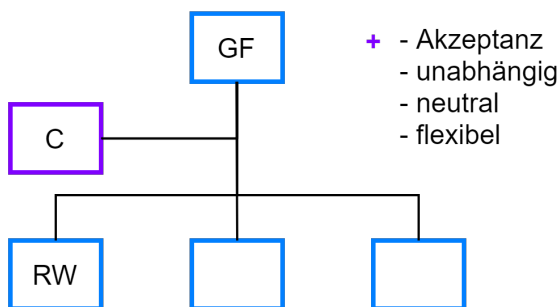 GF
+ - Akzeptanz
- unabhängig
- neutral
- flexibel
C
RW